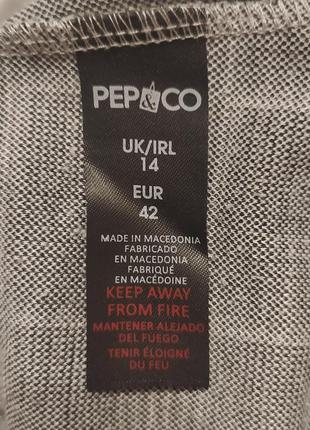 PEP&CO
UK/IRL
14
EUR
42
MADE IN MACEDONIA
FABRICADO
EN MACEDONIA
FABRIQUÉ
EN MACÉDOINE
KEEP AWAY
FROM FIRE
MANTENER ALEJADO
DEL FUEGO
TENIR ÉLOIGNÉ
DU FEU